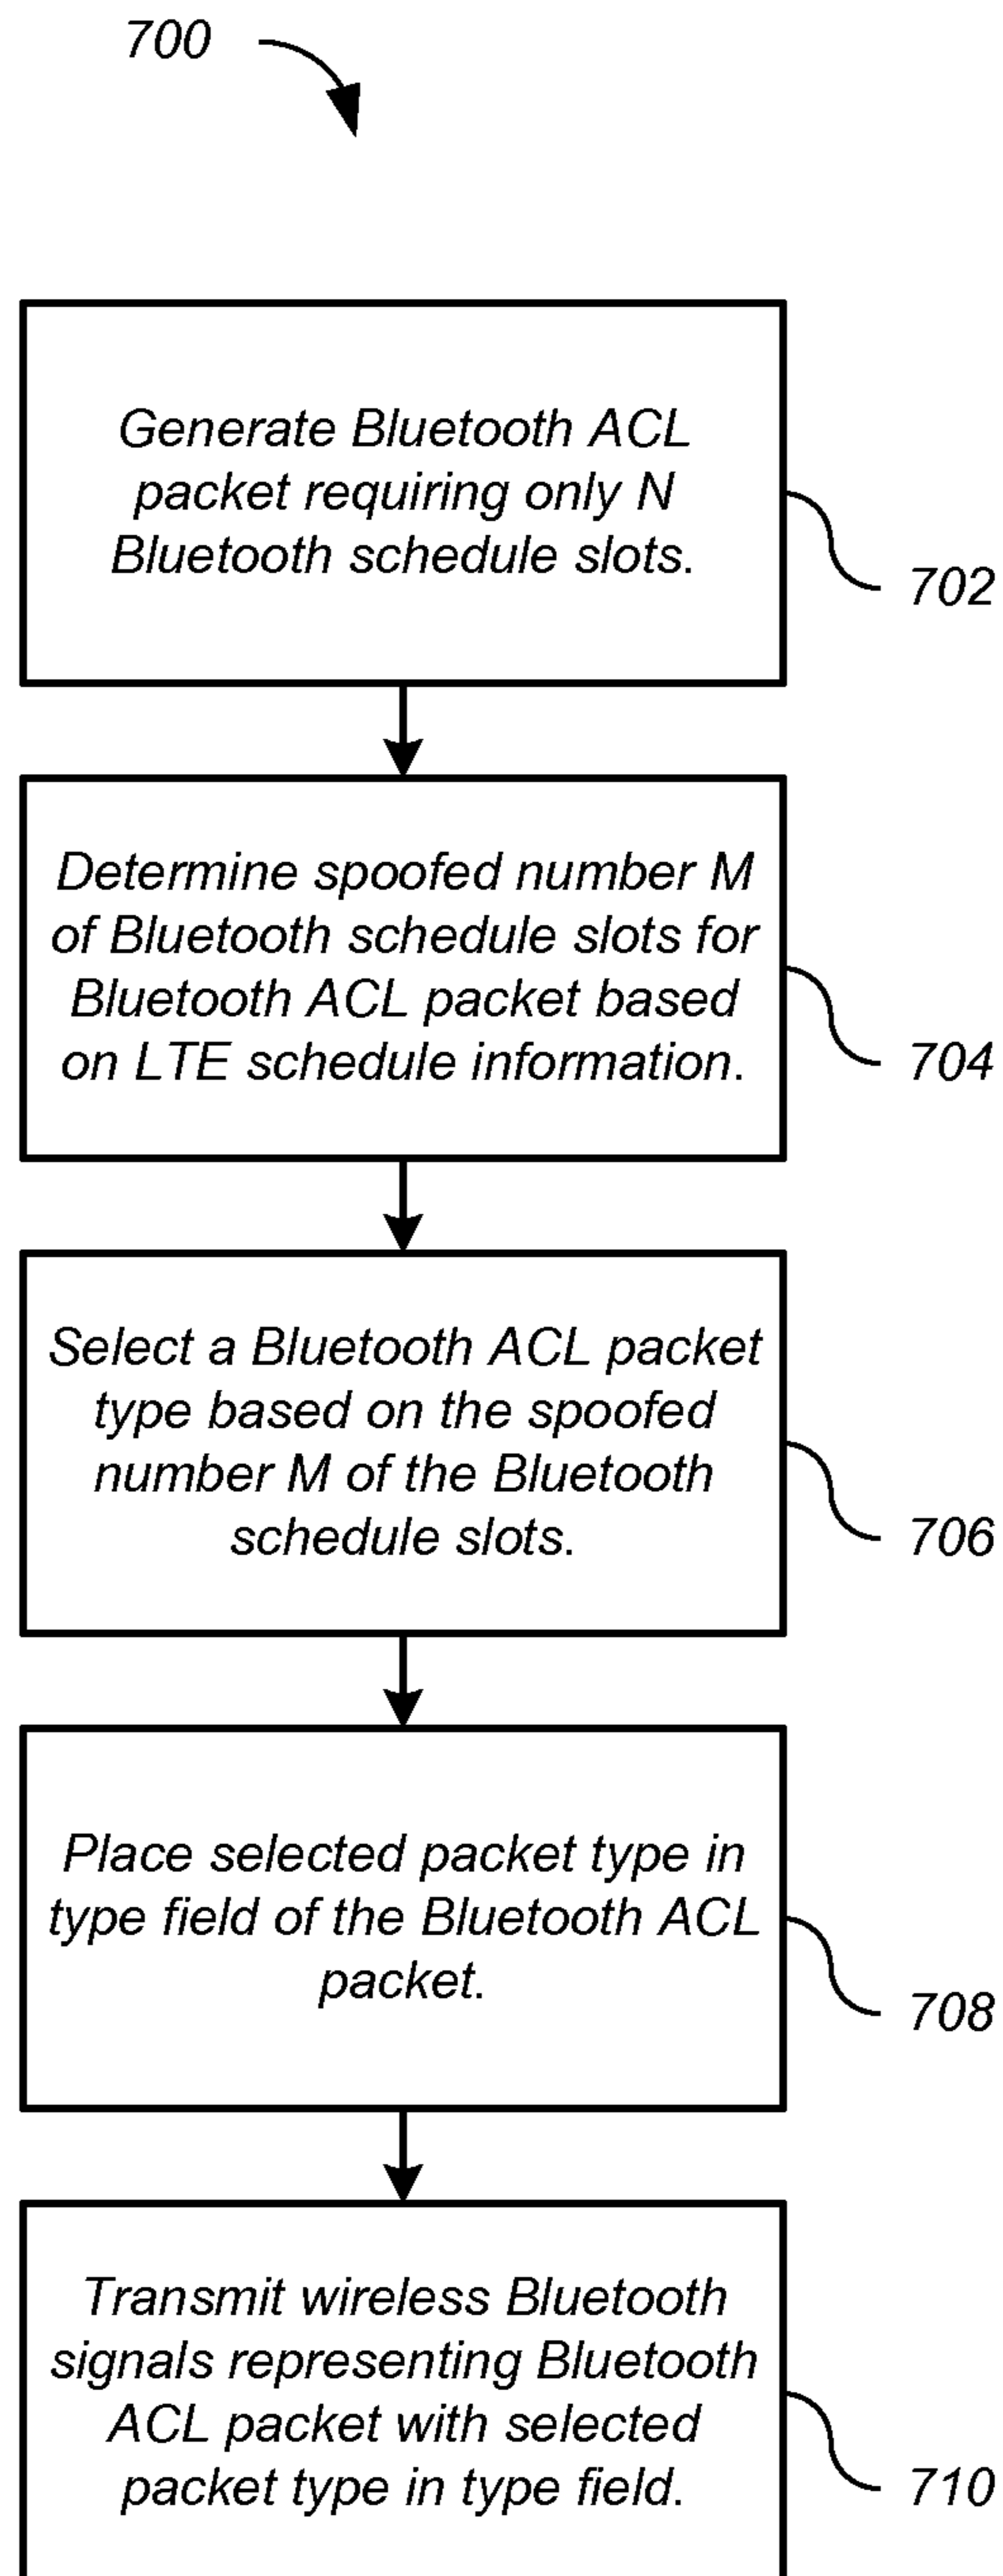 700
Generate Bluetooth ACL
packet requiring only N
Bluetooth schedule slots.
702
Determine spoofed number M
of Bluetooth schedule slots for
Bluetooth ACL packet based
on LTE schedule information.
704
Select a Bluetooth ACL packet
type based on the spoofed
number M of the Bluetooth
schedule slots.
706
Place selected packet type in
type field of the Bluetooth ACL
packet.
708
Transmit wireless Bluetooth
signals representing Bluetooth
ACL packet with selected
packet type in type field.
710